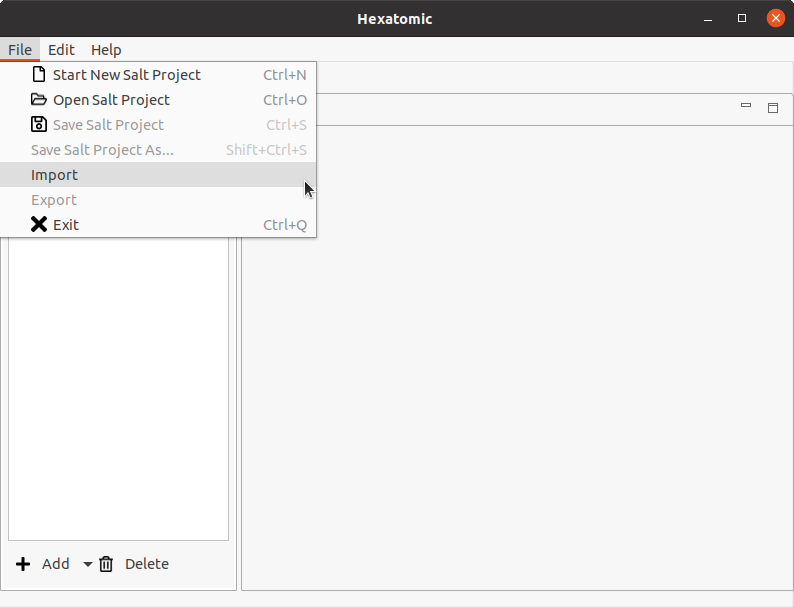 Hexatomic
File Edit Help
Start New Salt Project Ctrl+N
Open Salt Project Ctrl+O
Save Salt Project Ctrl+S
Save Salt Project As... Shift+Ctrl+S
Import
Export
Exit Ctrl+Q
Add Delete